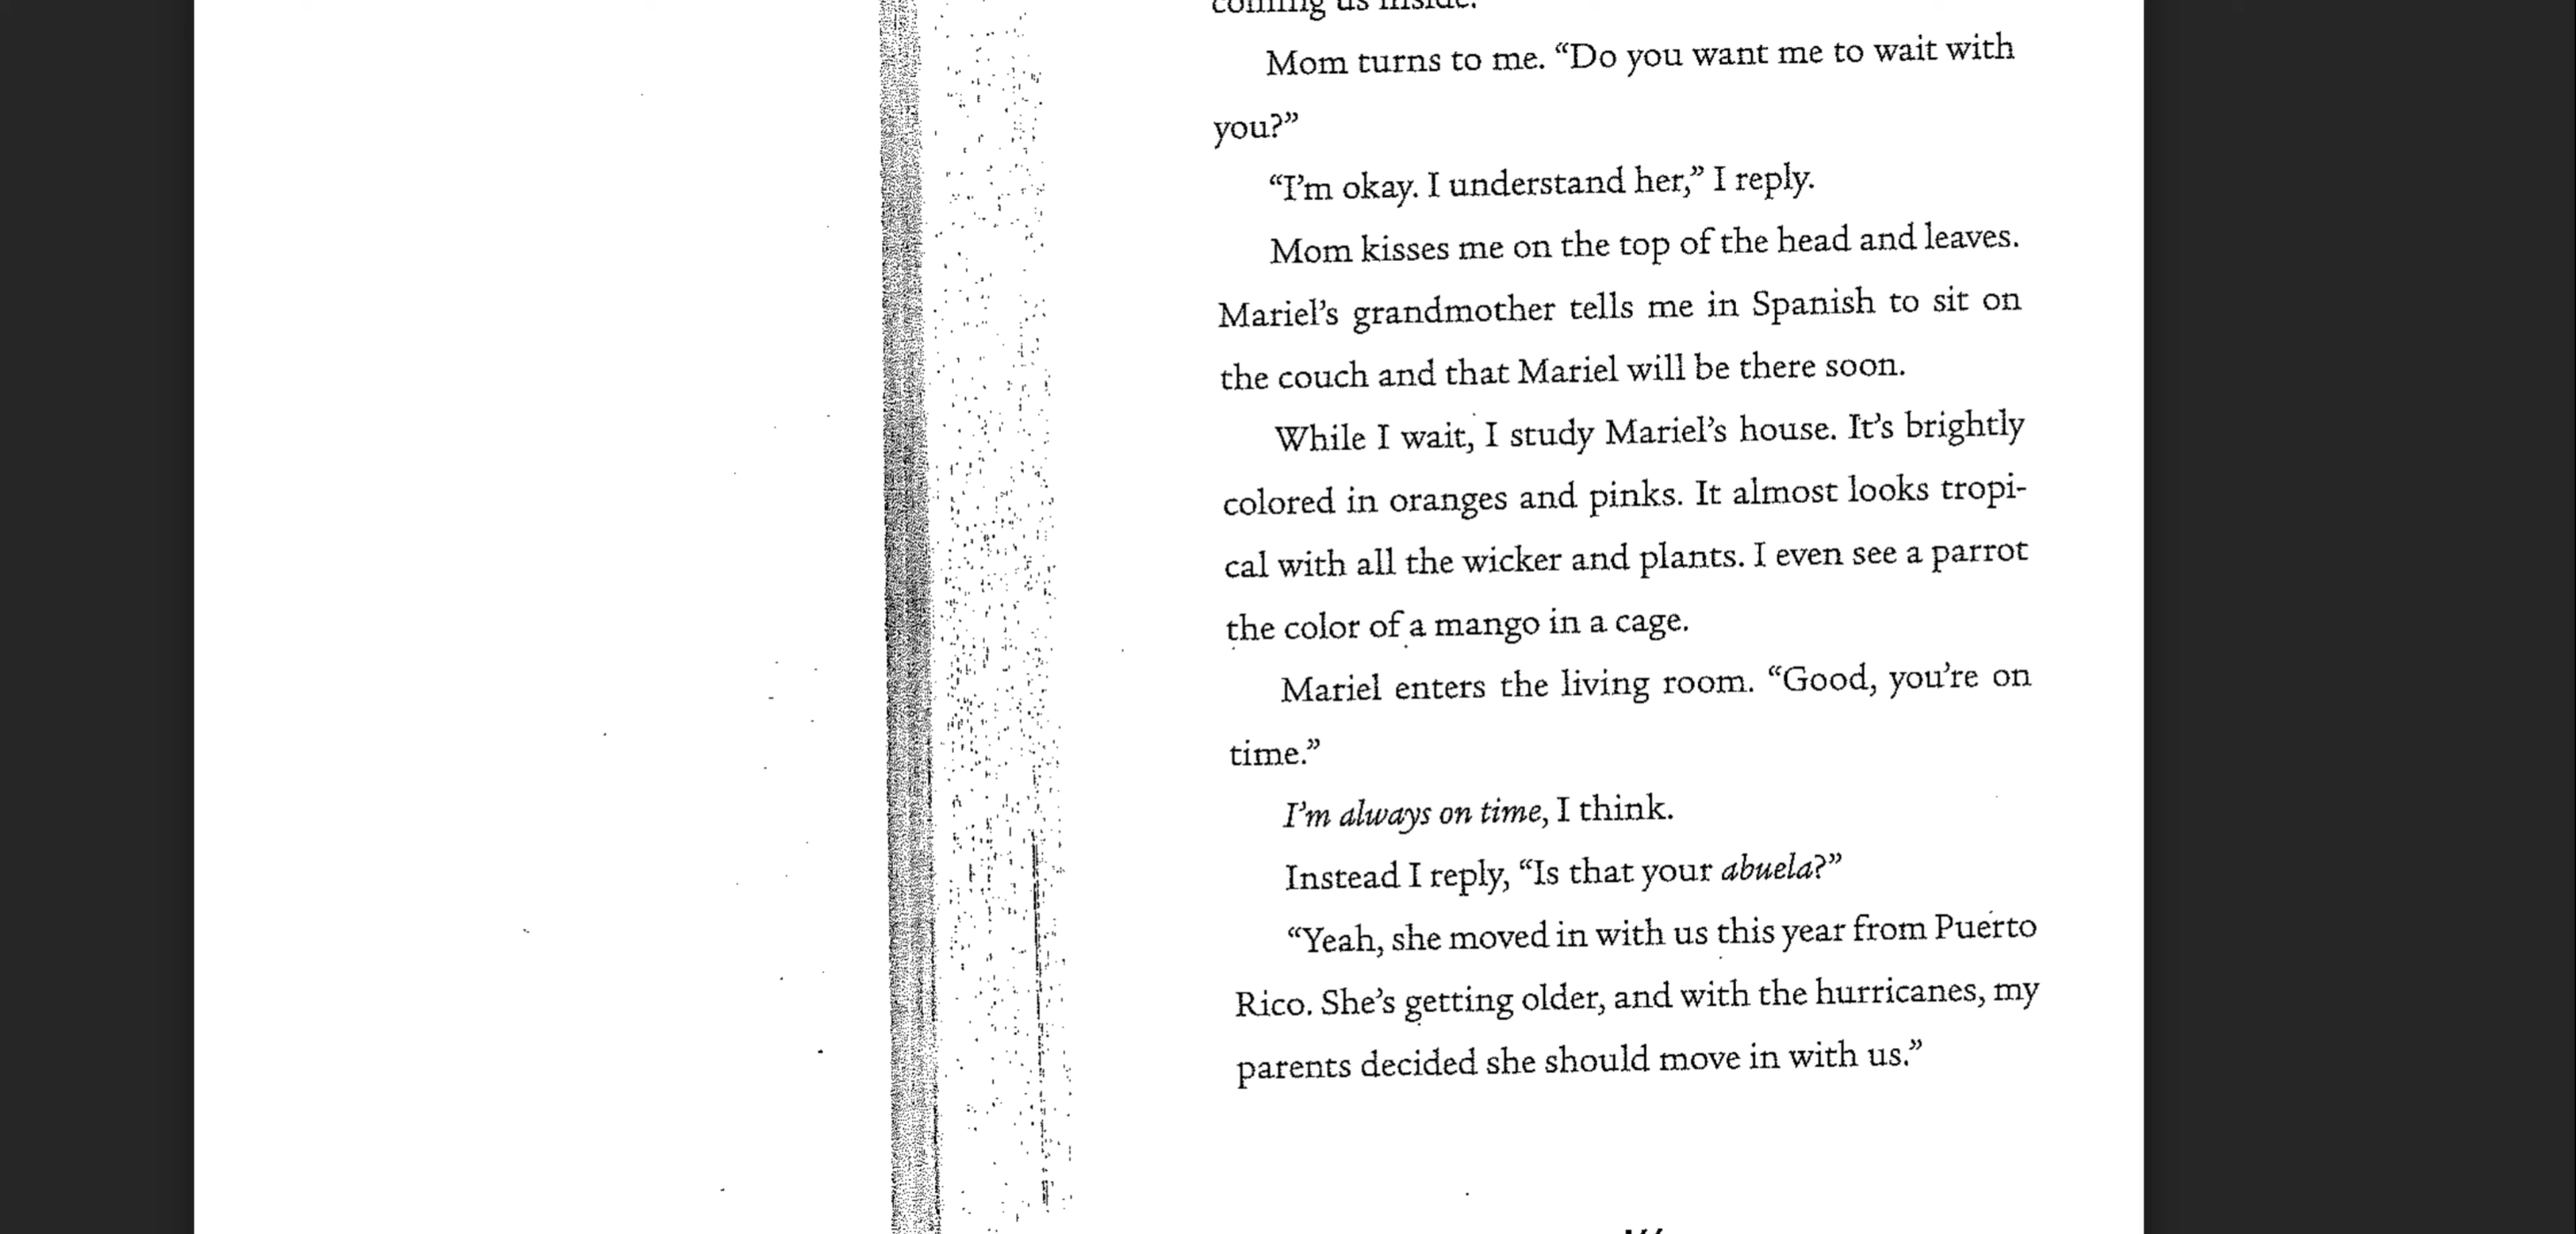 coming us inside.
Mom turns to me. “Do you want me to wait with
you?”
“I’m okay. I understand her,” I reply.
Mom kisses me on the top of the head and leaves.
Mariel’s grandmother tells me in Spanish to sit on
the couch and that Mariel will be there soon.
While I wait, I study Mariel’s house. It’s brightly
colored in oranges and pinks. It almost looks tropi-
cal with all the wicker and plants. I even see a parrot
the color of a mango in a cage.
Mariel enters the living room. “Good, you’re on
time.”
I’m always on time, I think.
Instead I reply, “Is that your abuela?”
“Yeah, she moved in with us this year from Puerto
Rico. She’s getting older, and with the hurricanes, my
parents decided she should move in with us.”